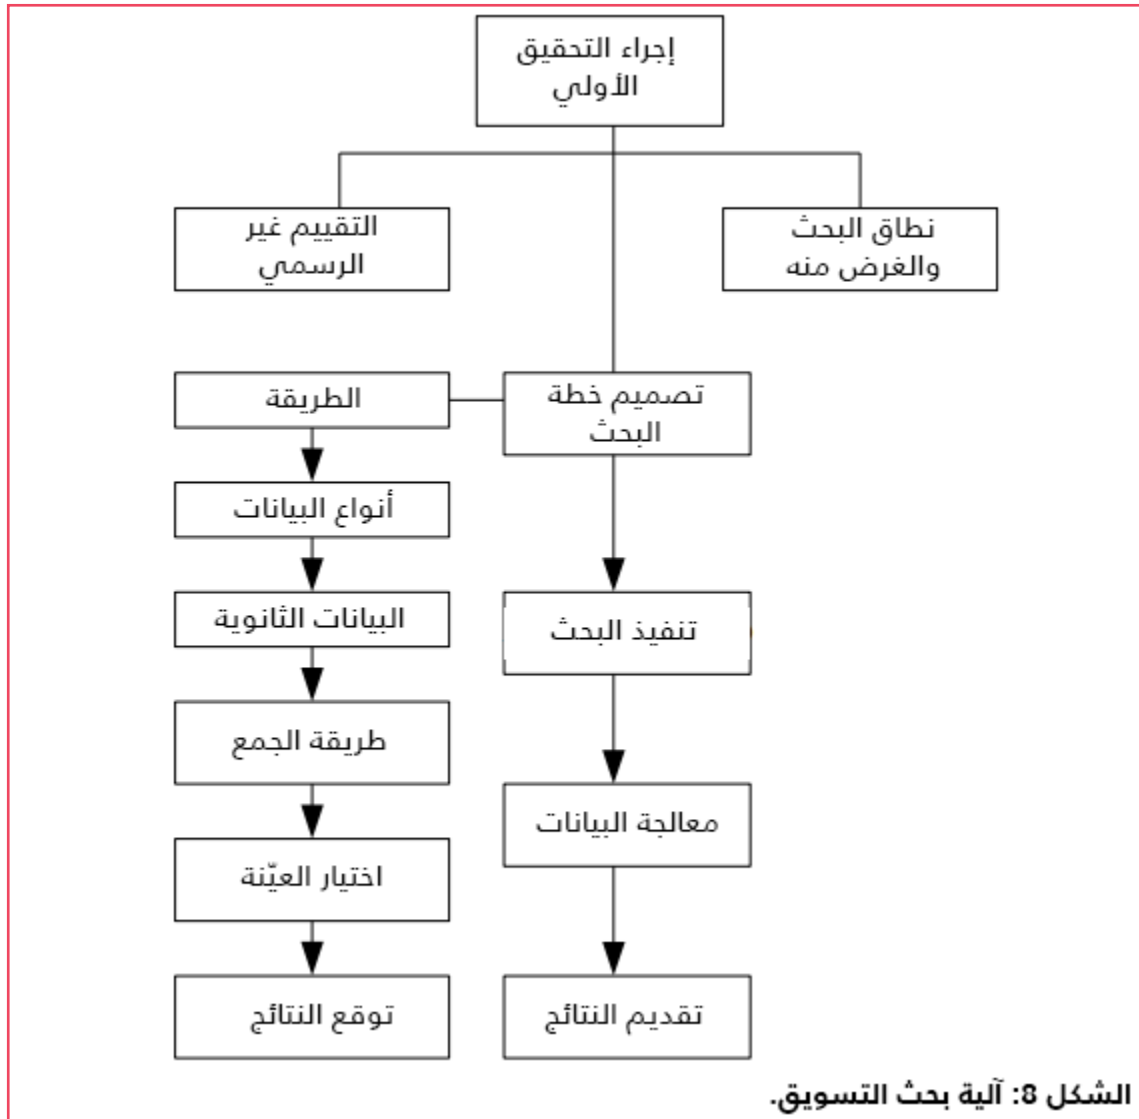 إجراء التحقيق
الأولي
نطاق البحث
والغرض منه
التقييم غير
الرسمي
تصميم خطة
البحث
الطريقة
أنواع البيانات
البيانات الثانوية
طريقة الجمع
اختيار العيّنة
توقع النتائج
تنفيذ البحث
معالجة البيانات
تقديم النتائج
الشكل 8: آلية بحث التسويق.